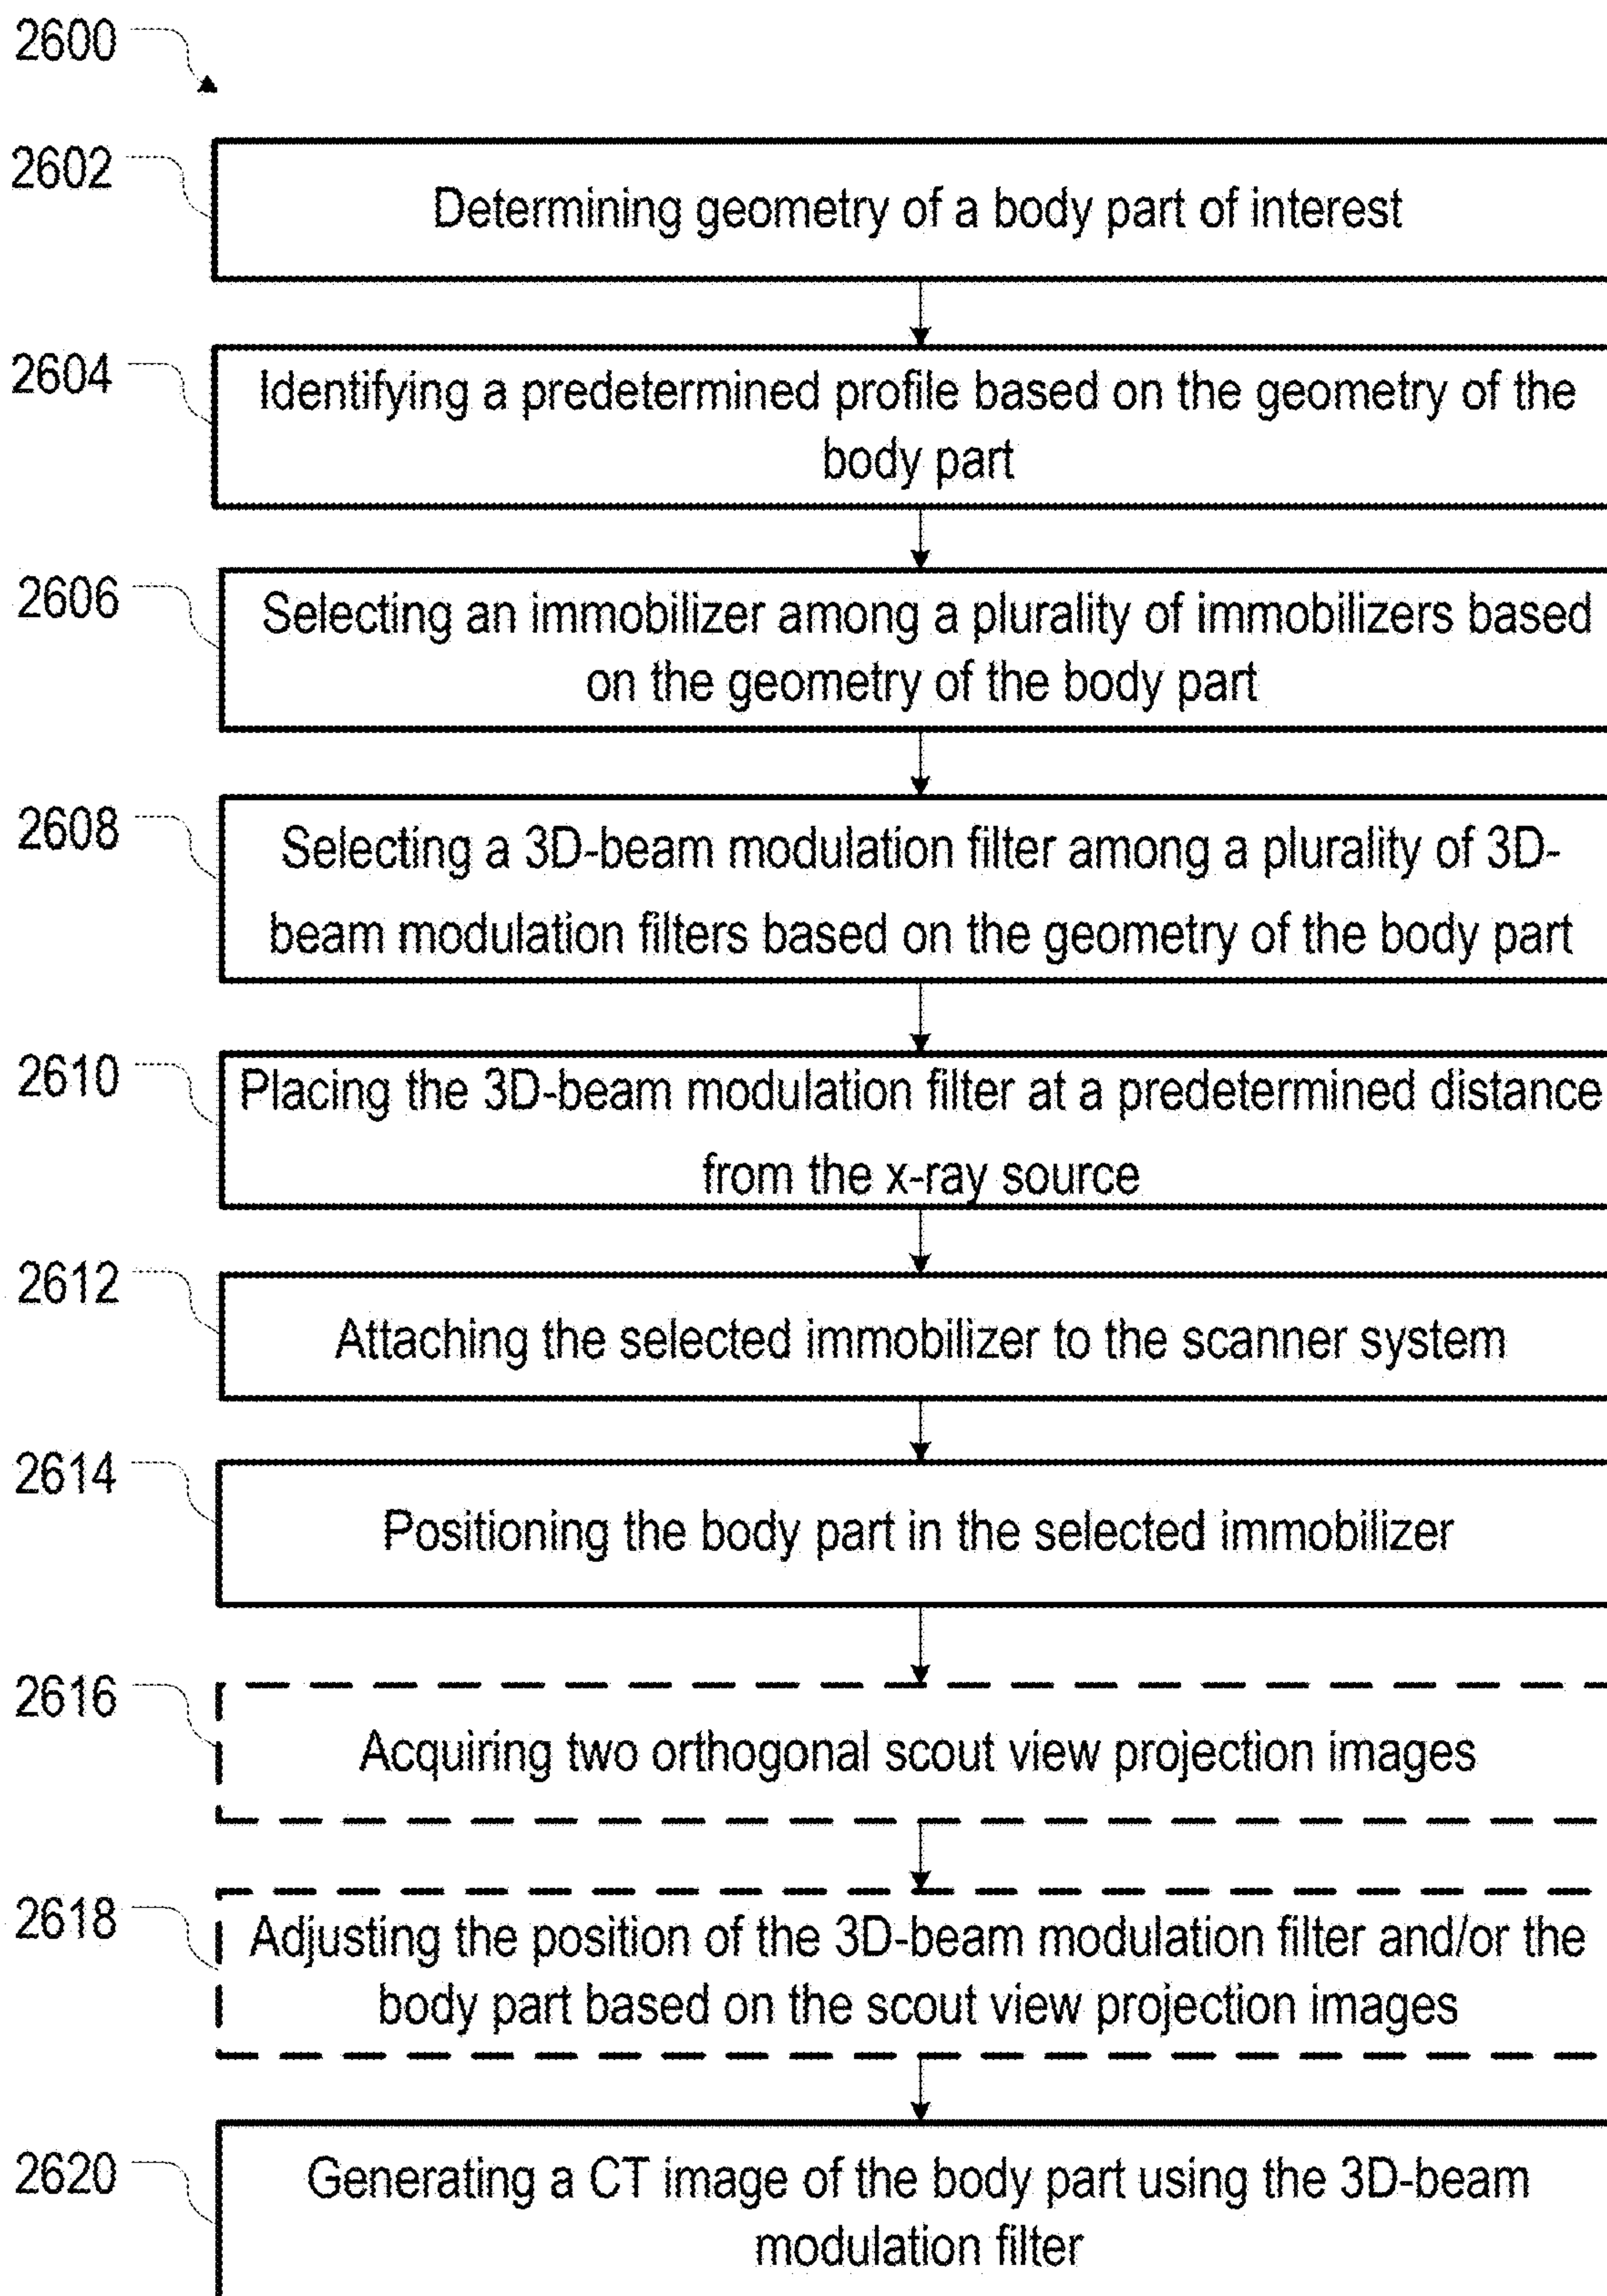 2600
2602
Determining geometry of a body part of interest
2604
Identifying a predetermined profile based on the geometry of the
body part
2606
Selecting an immobilizer among a plurality of immobilizers based
on the geometry of the body part
2608
Selecting a 3D-beam modulation filter among a plurality of 3D-
beam modulation filters based on the geometry of the body part
2610
Placing the 3D-beam modulation filter at a predetermined distance
from the x-ray source
2612
Attaching the selected immobilizer to the scanner system
2614
Positioning the body part in the selected immobilizer
2616
Acquiring two orthogonal scout view projection images
2618
Adjusting the position of the 3D-beam modulation filter and/or the
body part based on the scout view projection images
2620
Generating a CT image of the body part using the 3D-beam
modulation filter